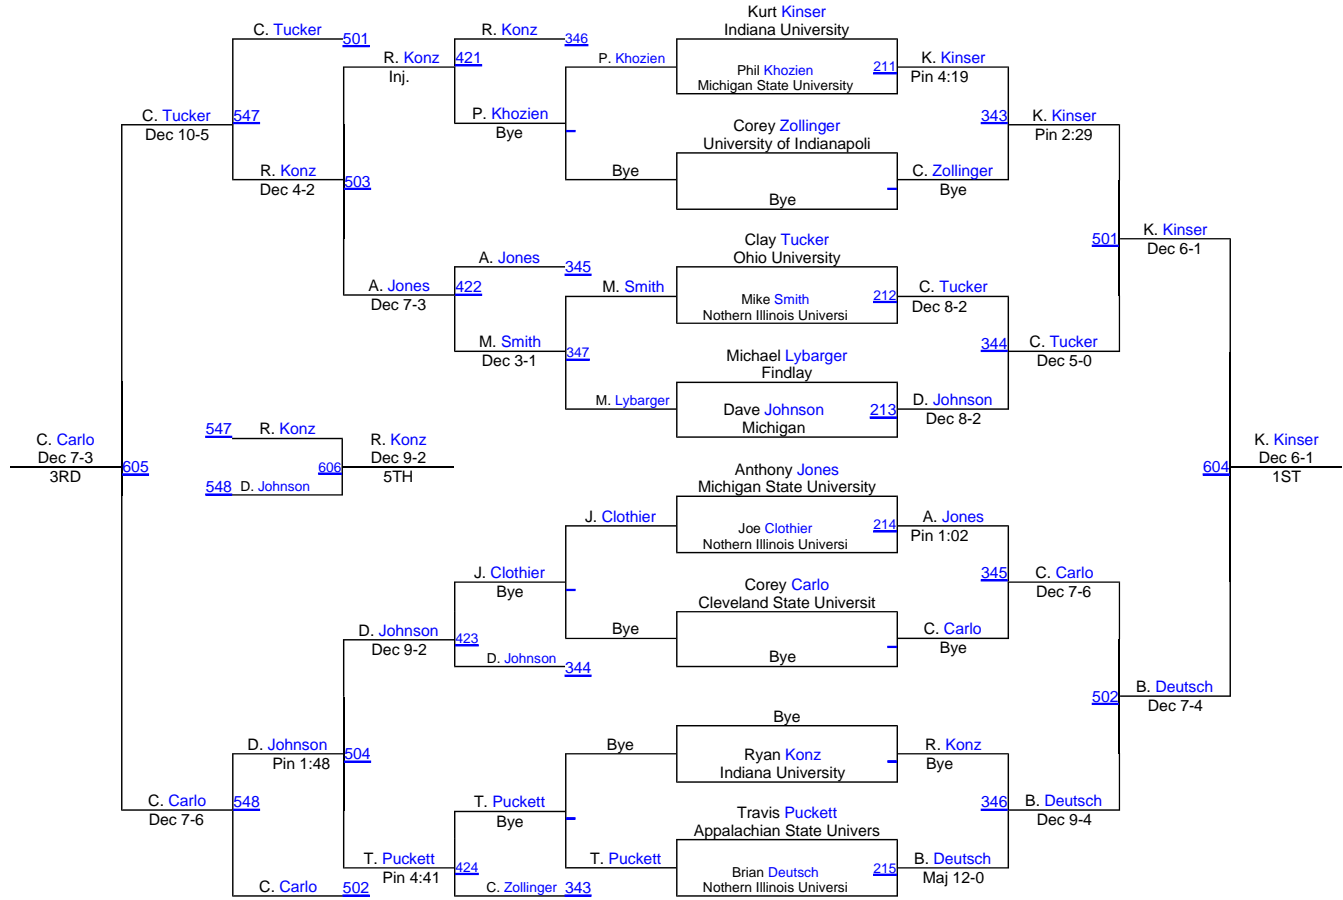 Kurt Kinser
C. Tucker 501 R. Konz 346 Indiana University
R. Konz 421 P. Khozien K. Kinser
Inj. Phil Khozien 211 Pin 4:19
Michigan State University
C. Tucker 547 P. Khozien 343 K. Kinser
Dec 10-5 Bye Corey Zollinger Pin 2:29
University of Indianapoli
R. Konz 503 Bye C. Zollinger
Dec 4-2 Bye Bye
K. Kinser
Clay Tucker 501 Dec 6-1
A. Jones 345 Ohio University
A. Jones 422 M. Smith C. Tucker
Dec 7-3 Mike Smith 212 Dec 8-2
Nothern Illinois Universi
M. Smith 347 344 C. Tucker
Dec 3-1 Michael Lybarger Dec 5-0
Findlay
M. Lybarger D. Johnson
Dave Johnson 213 Dec 8-2
547 R. Konz Michigan
C. Carlo R. Konz K. Kinser
Dec 7-3 Dec 9-2 Dec 6-1
3RD 605 606 5TH 604 1ST
548 D. Johnson Anthony Jones
Michigan State University
J. Clothier A. Jones
Joe Clothier 214 Pin 1:02
Nothern Illinois Universi
J. Clothier 345 C. Carlo
Bye Corey Carlo Dec 7-6
Cleveland State Universit
D. Johnson 423 Bye C. Carlo
Dec 9-2 Bye Bye
D. Johnson 344
502 B. Deutsch
Dec 7-4
Bye
D. Johnson 504 Bye R. Konz
Pin 1:48 Ryan Konz Bye
Indiana University
C. Carlo 548 T. Puckett 346 B. Deutsch
Dec 7-6 Bye Travis Puckett Dec 9-4
Appalachian State Univers
T. Puckett 424 T. Puckett B. Deutsch
Pin 4:41 Brian Deutsch 215 Maj 12-0
C. Carlo 502 C. Zollinger 343 Nothern Illinois Universi